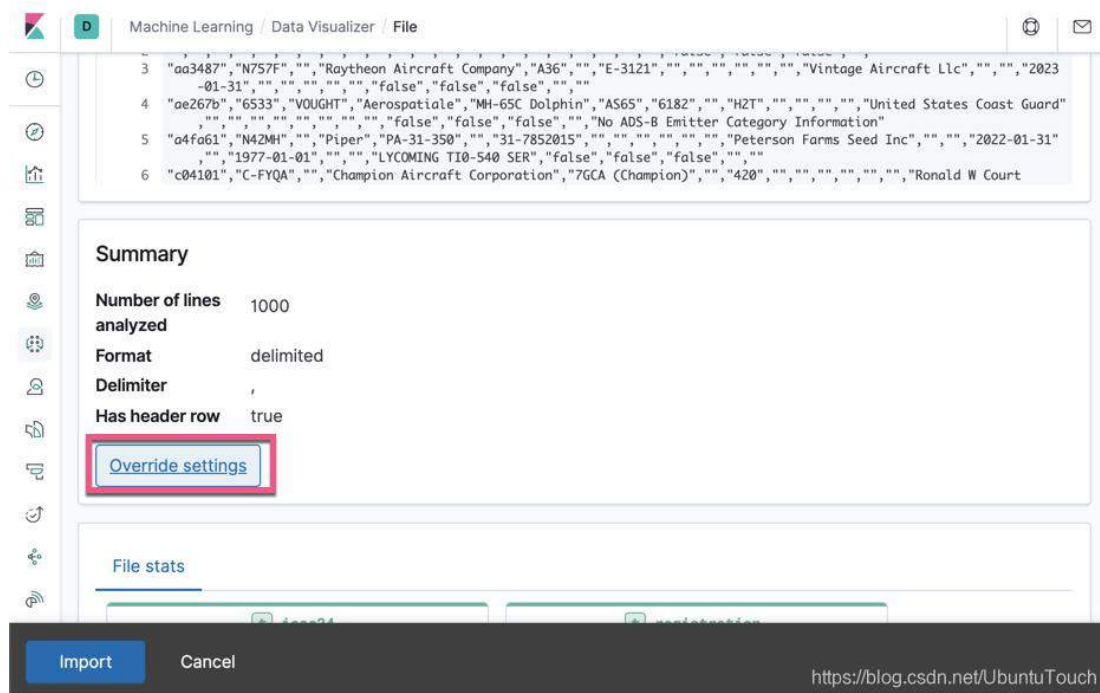 D
Machine Learning / Data Visualizer / File
3 "aa3487","N757F","","Raytheon Aircraft Company","A36","","E-3121","","","","","","","Vintage Aircraft Llc","","","2023
-01-31","","","","","","false","false","false","",""
4 "ae267b","6533","VOUGHT","Aerospatiale","MH-65C Dolphin","AS65","6182","","H2T","","","","","United States Coast Guard"
,"","","","","","","","","false","false","false","","No ADS-B Emitter Category Information"
5 "a4fa61","N42MH","","Piper","PA-31-350","","31-7852015","","","","","","","Peterson Farms Seed Inc","","","2022-01-31"
,"","1977-01-01","","","LYCOMING TI0-540 SER","false","false","false","",""
6 "c04101","C-FYQA","","Champion Aircraft Corporation","7GCA (Champion)","","420","","","","","","","Ronald W Court
Summary
Number of lines analyzed 1000
Format delimited
Delimiter ,
Has header row true
Override settings
File stats
Import
Cancel
https://blog.csdn.net/UbuntuTouch